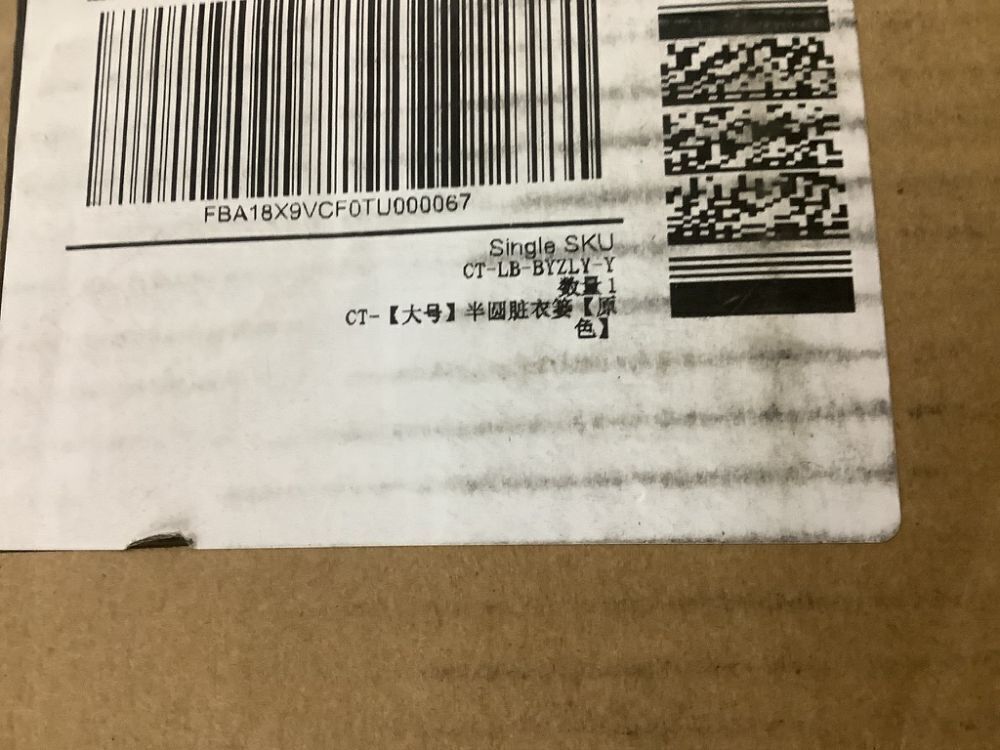 FBA18X9VCF0TU000067
Single SKU
CT-LB-BYZLY-Y
数量 1
CT-【大号】半圆脏衣篓【原
色】